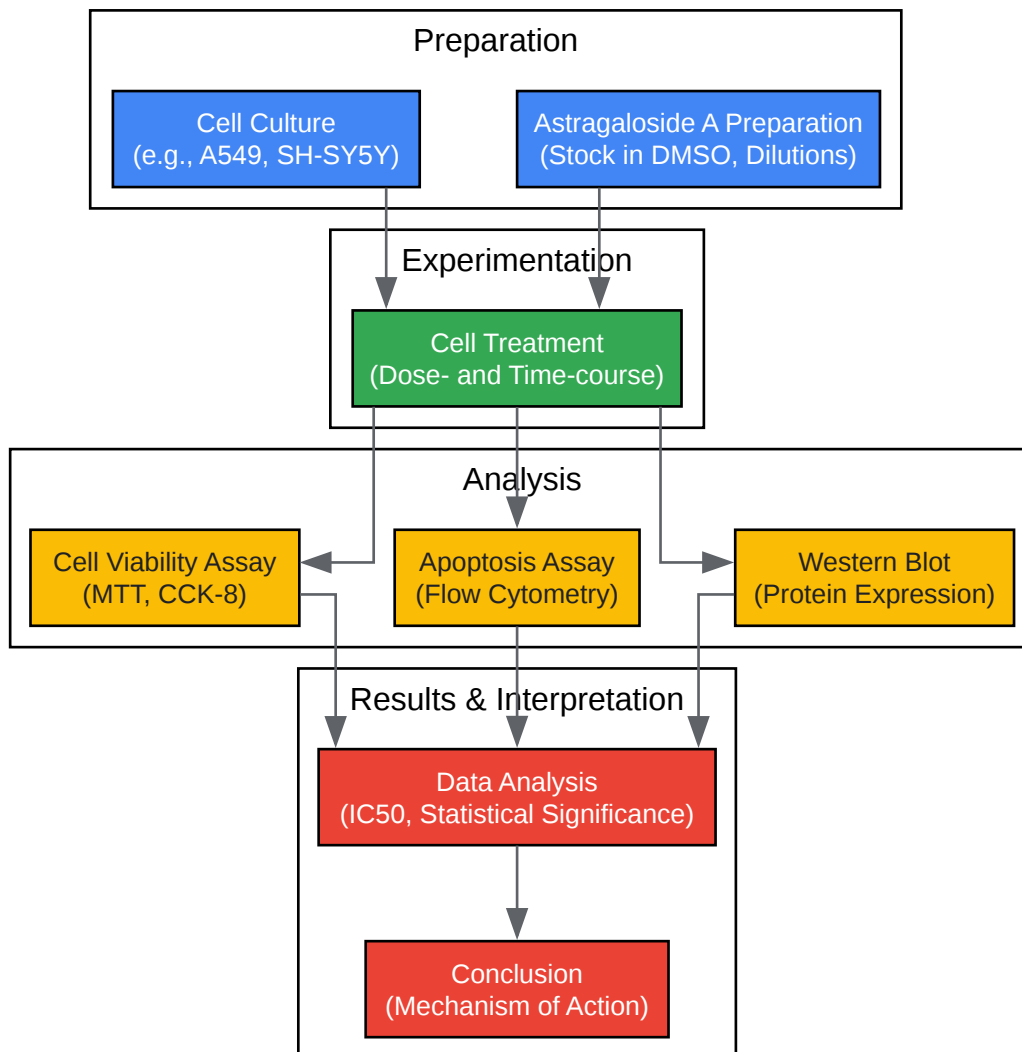 Preparation
Cell Culture
(e.g., A549, SH-SY5Y)
Astragaloside A Preparation
(Stock in DMSO, Dilutions)
Experimentation
Cell Treatment
(Dose- and Time-course)
Analysis
Cell Viability Assay
(MTT, CCK-8)
Apoptosis Assay
(Flow Cytometry)
Western Blot
(Protein Expression)
Results & Interpretation
Data Analysis
(IC50, Statistical Significance)
Conclusion
(Mechanism of Action)